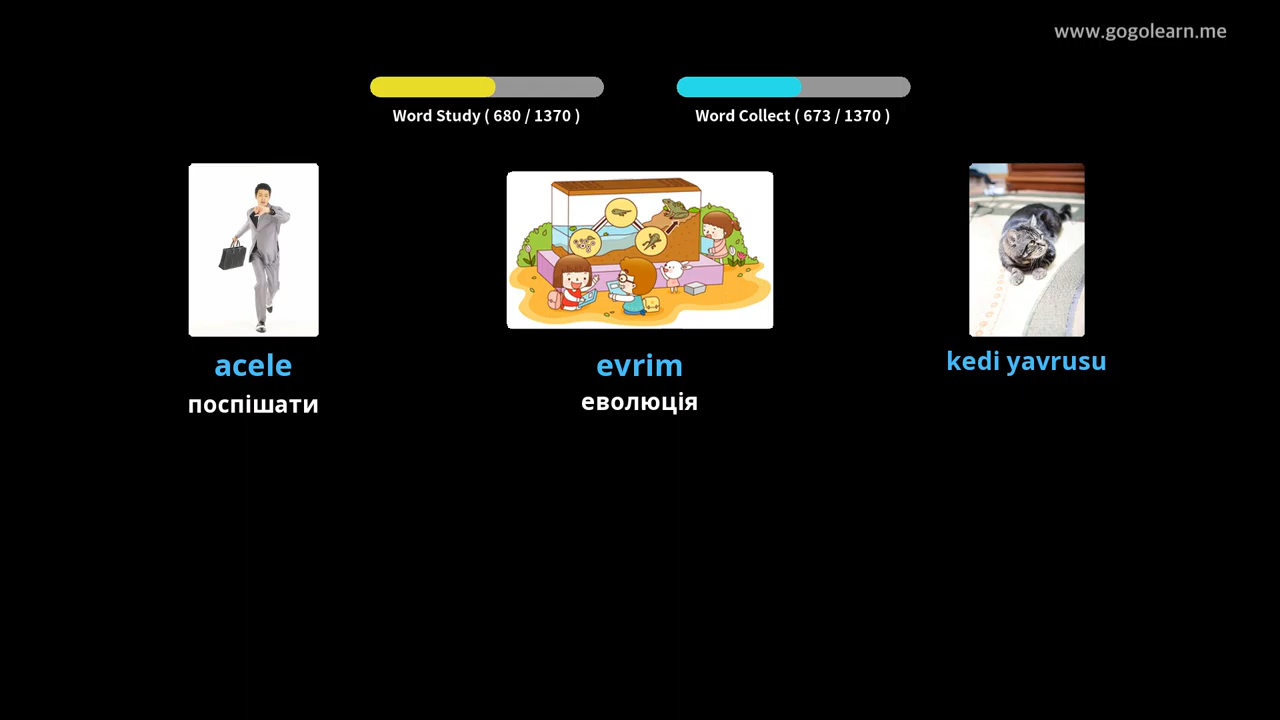 www.gogolearn.me
Word Study ( 680 / 1370 )
Word Collect ( 673 / 1370 )
acele
evrim
kedi yavrusu
поспішати
еволюція